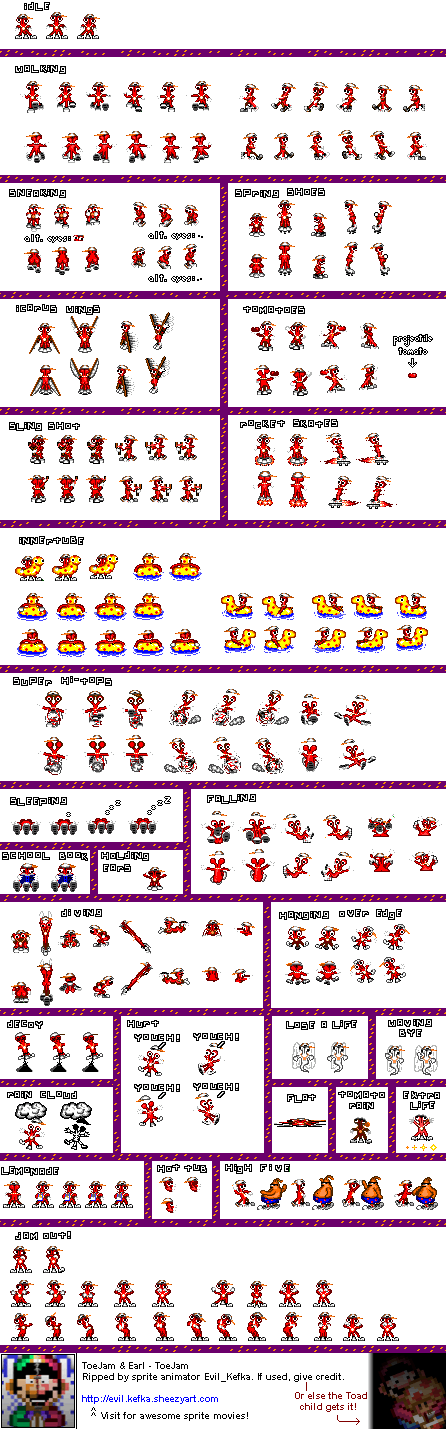 idle
walking
sneaking
spring shoes
alt. eyes:
alt. eyes:
alt. eyes:
icarus wings
tomatoes
projectile
tomato
sling shot
rocket skates
innertube
super hi-tops
sleeping
z z z
z z z
falling
school book
holding
ears
diving
hanging over edge
decoy
hurt
YOUCH! YOUCH!
YOUCH! YOUCH!
lose a life
waving
bye
rain cloud
flat
tomato
rain
extra
life
lemonade
hot tub
high five
jam out!
ToeJam & Earl - ToeJam
Ripped by sprite animator Evil_Kefka. If used, give credit.
Or else the Toad
child gets it!
http://evil.kefka.sheezyart.com
^ Visit for awesome sprite movies!